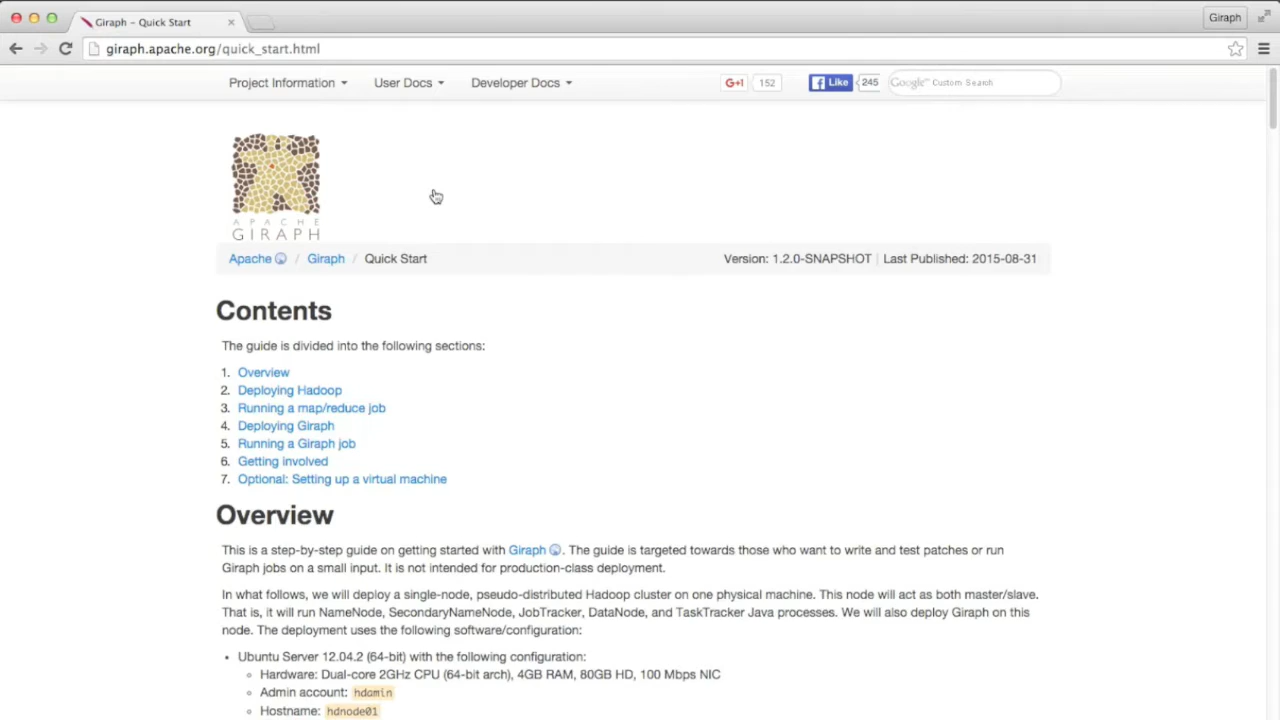 Giraph – Quick Start
Giraph
giraph.apache.org/quick_start.html
Project Information User Docs Developer Docs G+1 152 Like 245 Google™ Custom Search
APACHE
GIRAPH
Apache / Giraph / Quick Start Version: 1.2.0-SNAPSHOT | Last Published: 2015-08-31
Contents
The guide is divided into the following sections:
1. Overview
2. Deploying Hadoop
3. Running a map/reduce job
4. Deploying Giraph
5. Running a Giraph job
6. Getting involved
7. Optional: Setting up a virtual machine
Overview
This is a step-by-step guide on getting started with Giraph . The guide is targeted towards those who want to write and test patches or run
Giraph jobs on a small input. It is not intended for production-class deployment.
In what follows, we will deploy a single-node, pseudo-distributed Hadoop cluster on one physical machine. This node will act as both master/slave.
That is, it will run NameNode, SecondaryNameNode, JobTracker, DataNode, and TaskTracker Java processes. We will also deploy Giraph on this
node. The deployment uses the following software/configuration:
• Ubuntu Server 12.04.2 (64-bit) with the following configuration:
◦ Hardware: Dual-core 2GHz CPU (64-bit arch), 4GB RAM, 80GB HD, 100 Mbps NIC
◦ Admin account: hdamin
◦ Hostname: hdnode01